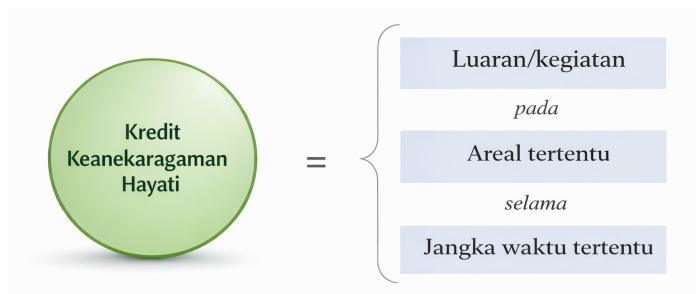 Kredit
Keanekaragaman
Hayati
=
Luaran/kegiatan
pada
Areal tertentu
selama
Jangka waktu tertentu